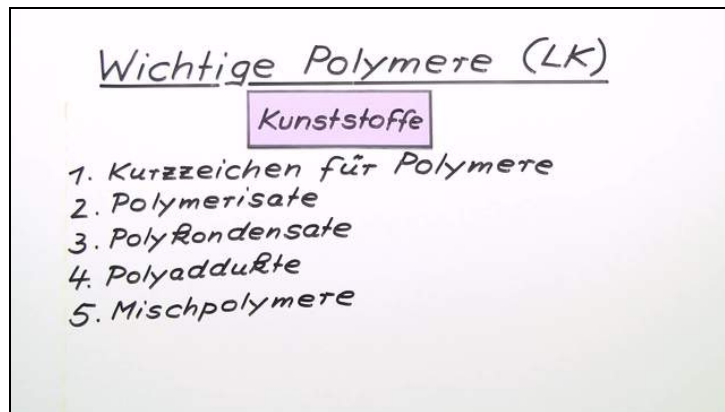 Wichtige Polymere (LK)
Kunststoffe
1. Kurzzeichen für Polymere
2. Polymerisate
3. Polykondensate
4. Polyaddukte
5. Mischpolymere